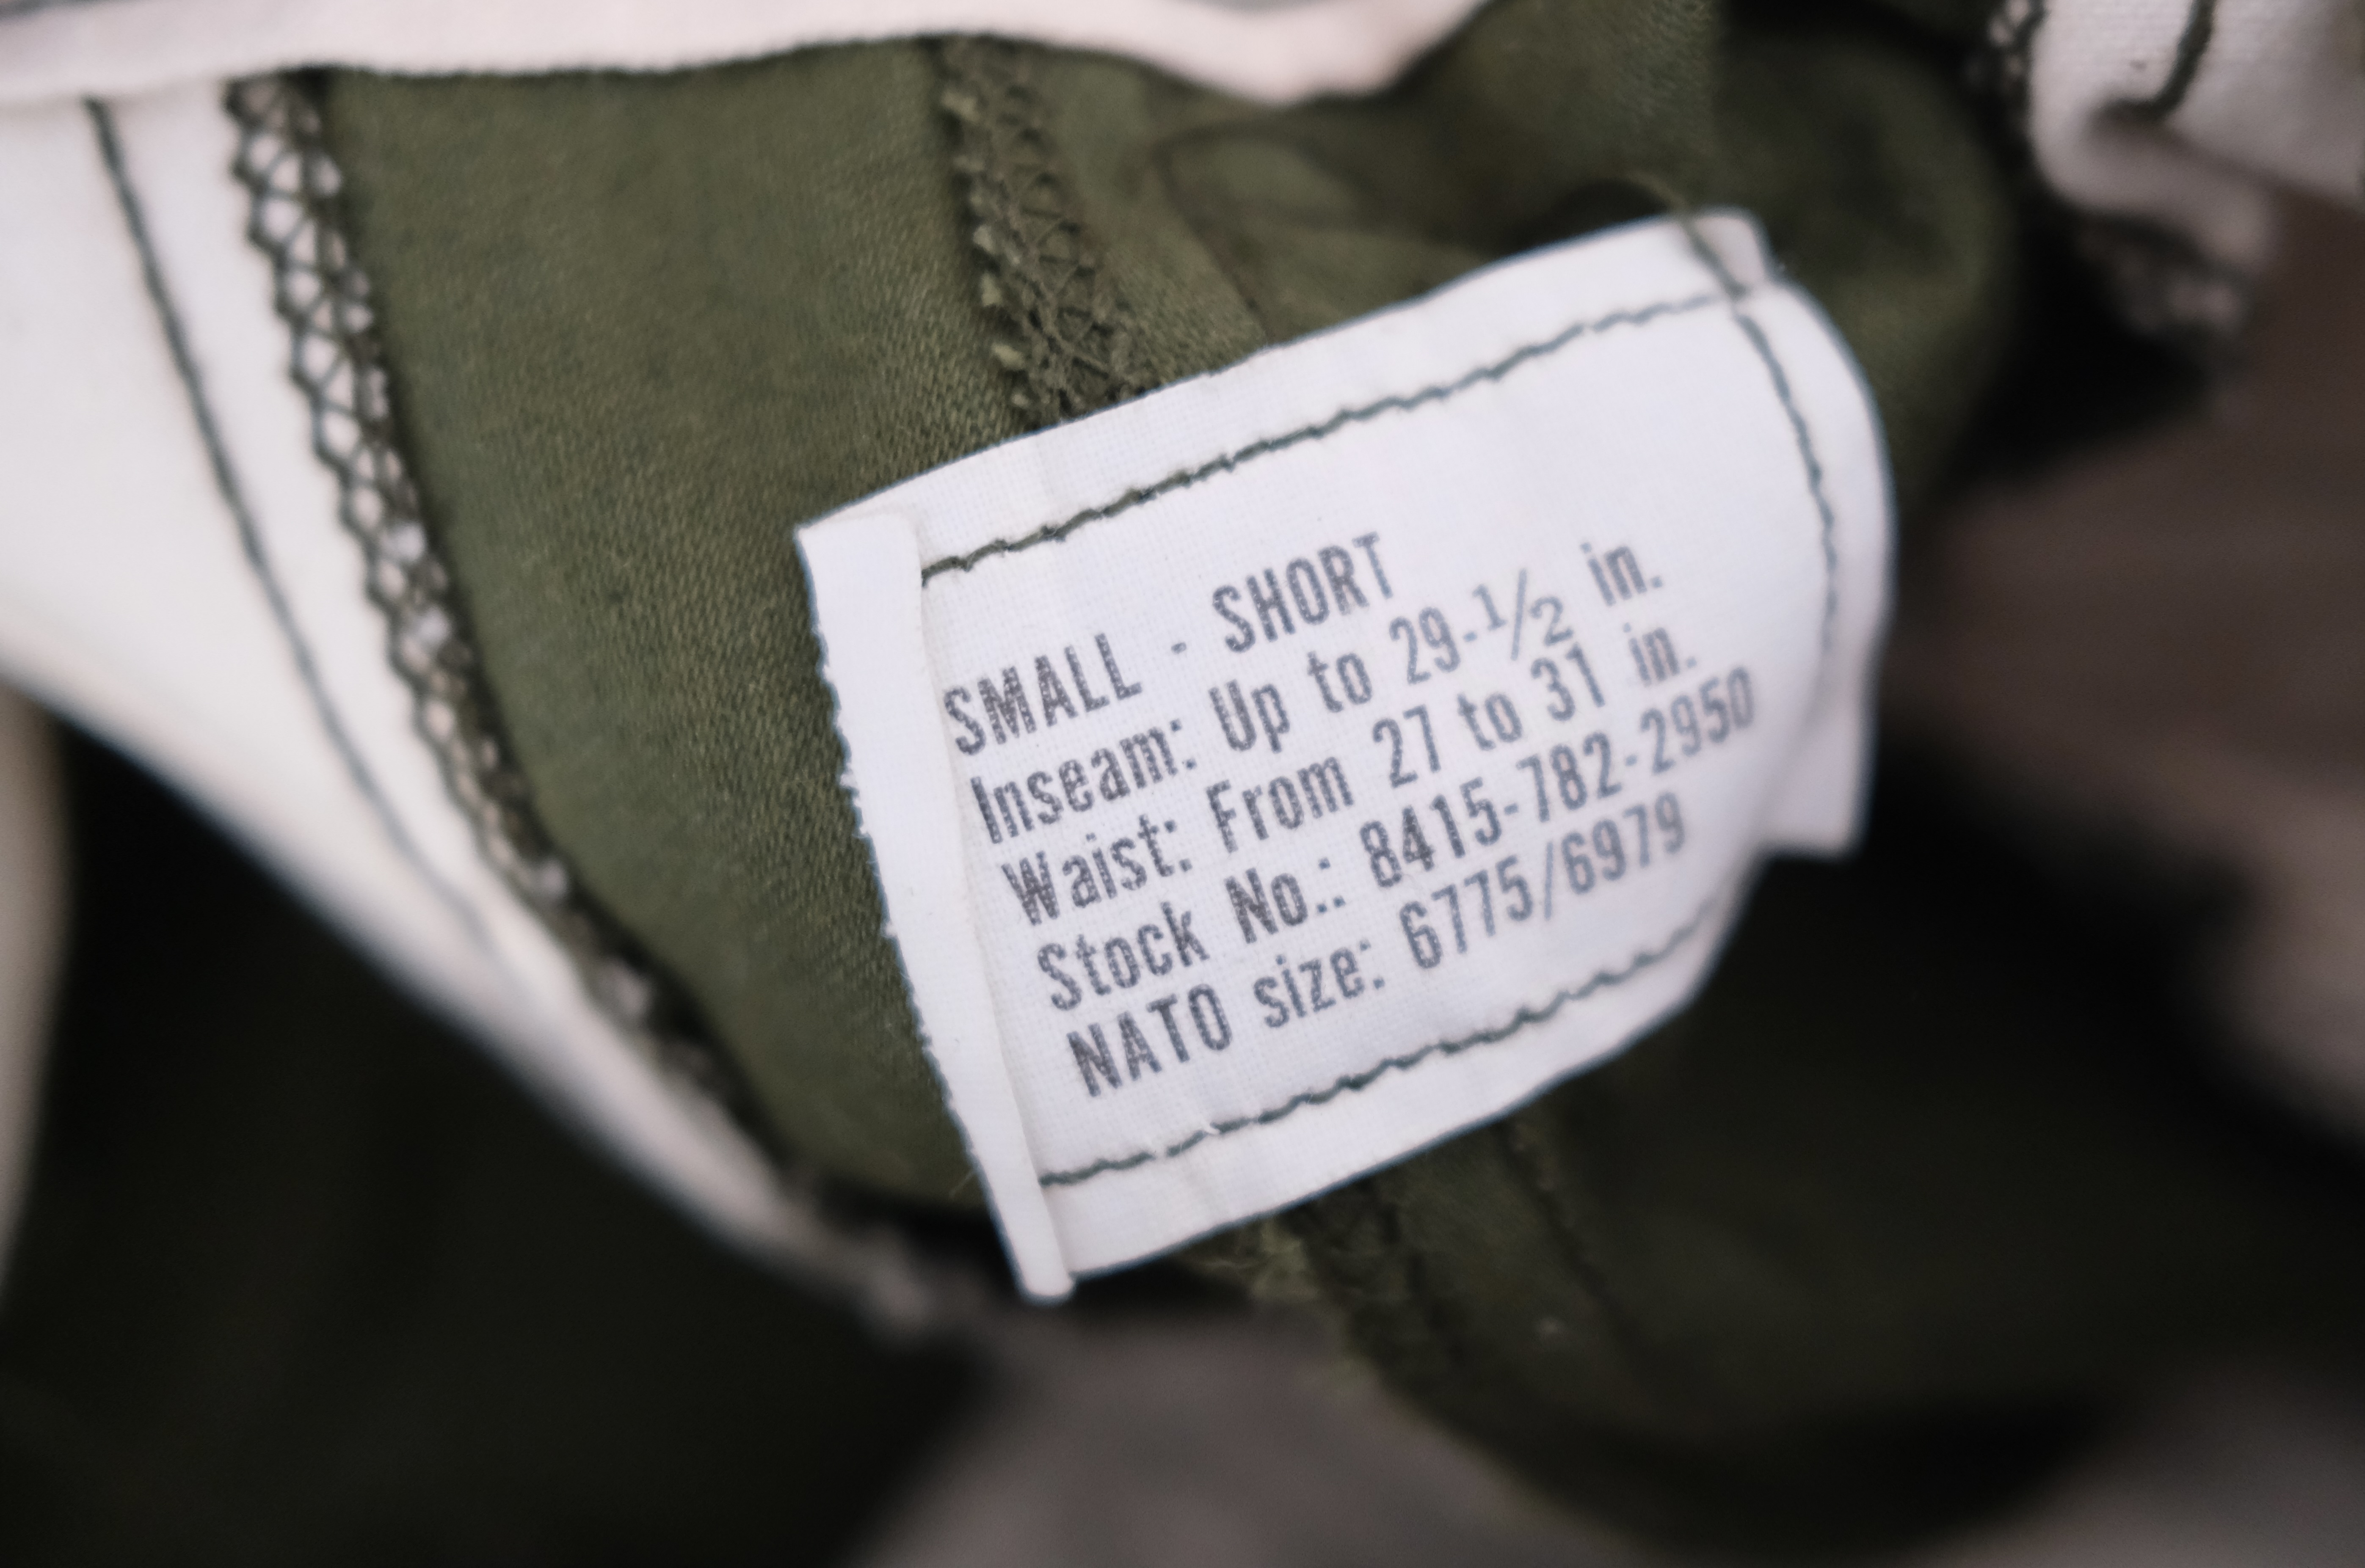 SMALL - SHORT
Inseam: Up to 29-1/2 in.
Waist: From 27 to 31 in.
Stock No.: 8415-782-2950
NATO size: 6775/6979